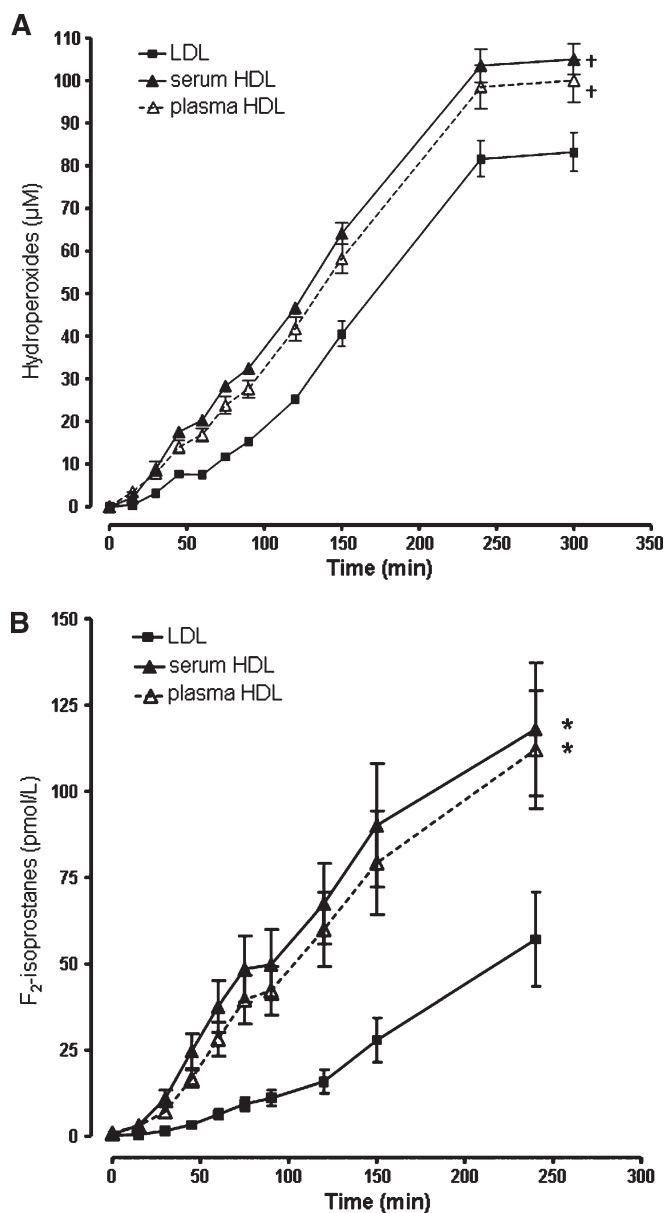 A
110
100
90
80
70
60
50
40
30
20
10
0
Hydroperoxides (µM)
LDL
serum HDL
plasma HDL
†
†
0 50 100 150 200 250 300 350
Time (min)
B
150
125
100
75
50
25
0
F₂-isoprostanes (pmol/L)
LDL
serum HDL
plasma HDL
*
*
0 50 100 150 200 250 300
Time (min)